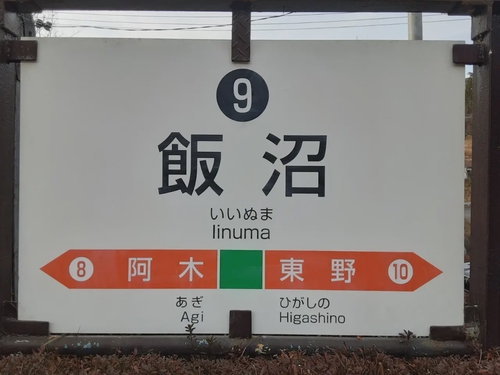 9
飯沼
いいぬま
Iinuma
8 阿木 東野 10
あぎ ひがしの
Agi Higashino